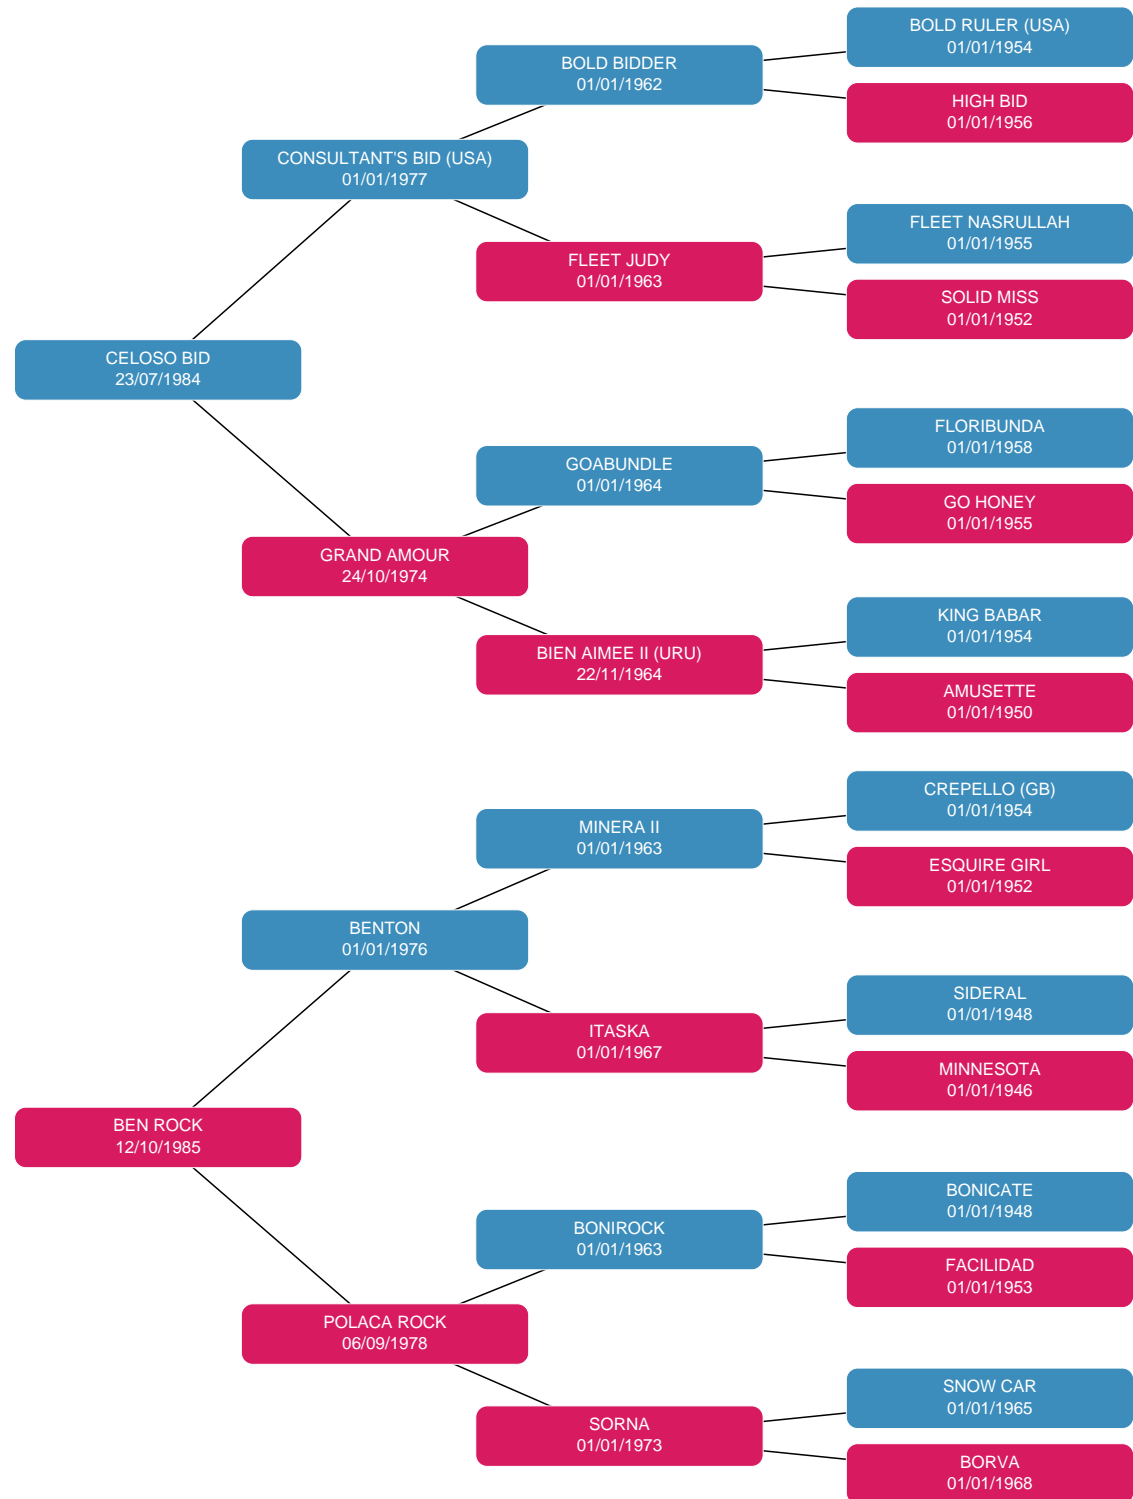 BOLD RULER (USA)
01/01/1954
BOLD BIDDER
01/01/1962
HIGH BID
01/01/1956
CONSULTANT'S BID (USA)
01/01/1977
FLEET NASRULLAH
01/01/1955
FLEET JUDY
01/01/1963
SOLID MISS
01/01/1952
CELOSO BID
23/07/1984
FLORIBUNDA
01/01/1958
GOABUNDLE
01/01/1964
GO HONEY
01/01/1955
GRAND AMOUR
24/10/1974
KING BABAR
01/01/1954
BIEN AIMEE II (URU)
22/11/1964
AMUSETTE
01/01/1950
CREPELLO (GB)
01/01/1954
MINERA II
01/01/1963
ESQUIRE GIRL
01/01/1952
BENTON
01/01/1976
SIDERAL
01/01/1948
ITASKA
01/01/1967
MINNESOTA
01/01/1946
BEN ROCK
12/10/1985
BONICATE
01/01/1948
BONIROCK
01/01/1963
FACILIDAD
01/01/1953
POLACA ROCK
06/09/1978
SNOW CAR
01/01/1965
SORNA
01/01/1973
BORVA
01/01/1968